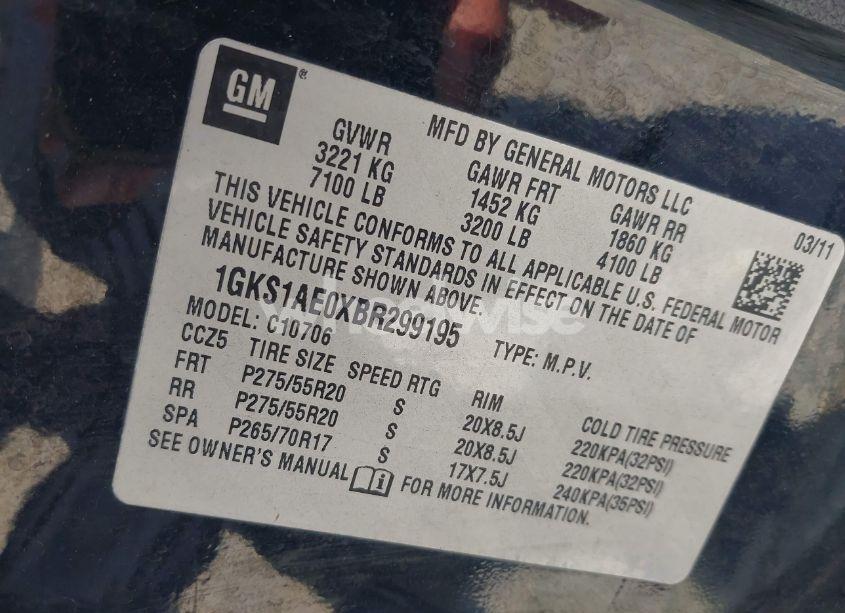 GM ®
MFD BY GENERAL MOTORS LLC
03/11
GVWR GAWR FRT GAWR RR
3221 KG 1452 KG 1860 KG
7100 LB 3200 LB 4100 LB
THIS VEHICLE CONFORMS TO ALL APPLICABLE U.S. FEDERAL MOTOR
VEHICLE SAFETY STANDARDS IN EFFECT ON THE DATE OF
MANUFACTURE SHOWN ABOVE.
1GKS1AE0XBR299195 TYPE: M.P.V.
MODEL: C10706
CCZ5 TIRE SIZE SPEED RTG RIM COLD TIRE PRESSURE
FRT P275/55R20 S 20X8.5J 220KPA(32PSI)
RR P275/55R20 S 20X8.5J 220KPA(32PSI)
SPA P265/70R17 S 17X7.5J 240KPA(35PSI)
SEE OWNER'S MANUAL i FOR MORE INFORMATION.